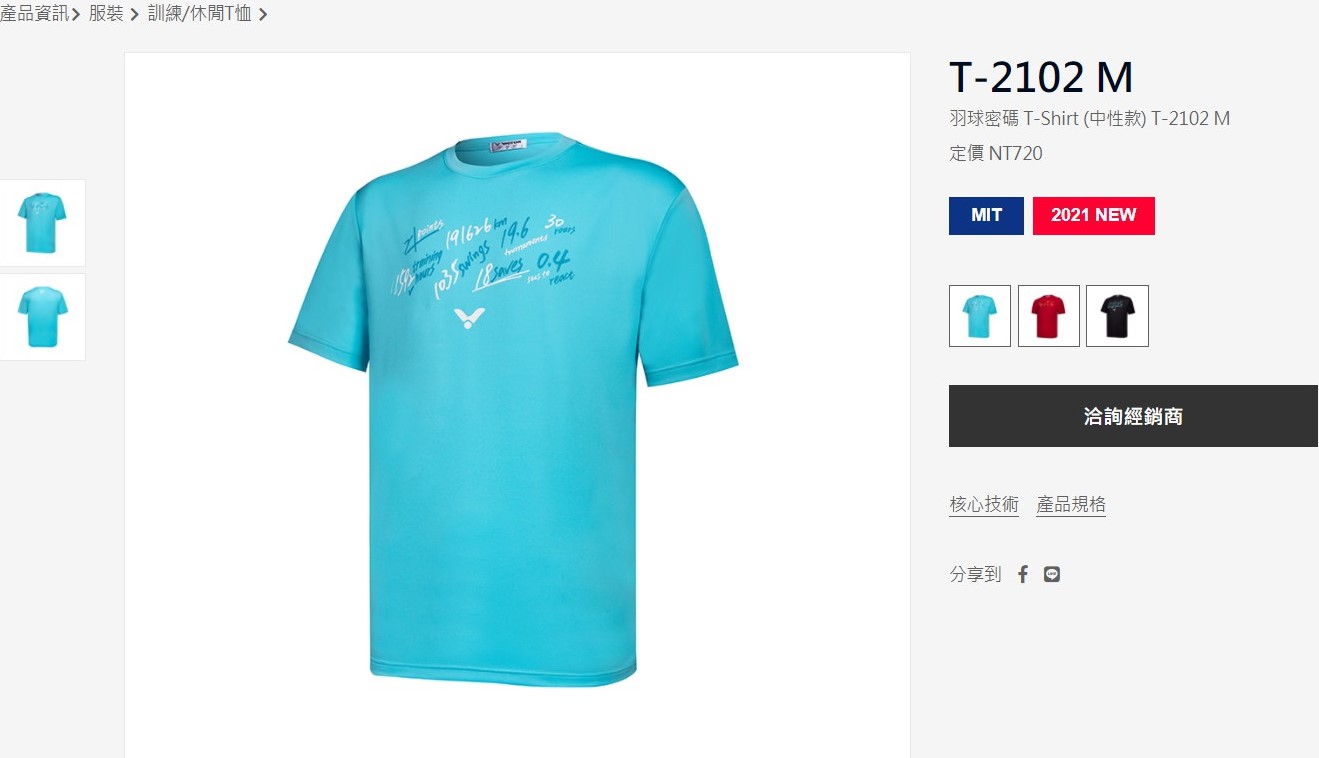 產品資訊 > 服裝 > 訓練/休閒T恤 >
T-2102 M
羽球密碼 T-Shirt (中性款) T-2102 M
定價 NT720
MIT
2021 NEW
21 points
191626 km
19.6
tournaments
30
years
1592 training hours
1035 swings
18 saves
0.4
secs to
react
洽詢經銷商
核心技術 產品規格
分享到